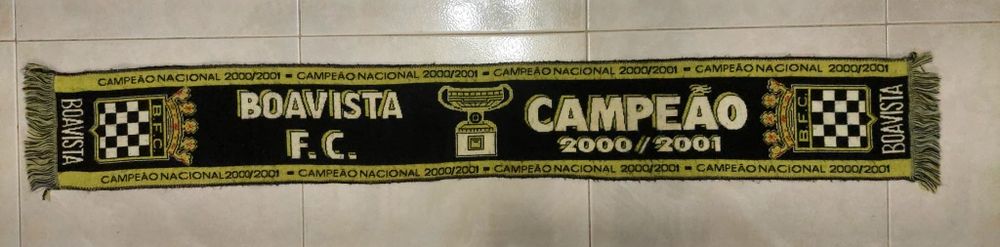 CAMPEÃO NACIONAL 2000/2001 = CAMPEÃO NACIONAL 2000/2001 = CAMPEÃO NACIONAL 2000/2001 = CAMPEÃO NACIONAL 2000/2001
BOAVISTA
B.F.C.
BOAVISTA
F.C.
CAMPEÃO
2000//2001
B.F.C.
BOAVISTA
CAMPEÃO NACIONAL 2000/2001 = CAMPEÃO NACIONAL 2000/2001 = CAMPEÃO NACIONAL 2000/2001 = CAMPEÃO NACIONAL 2000/2001